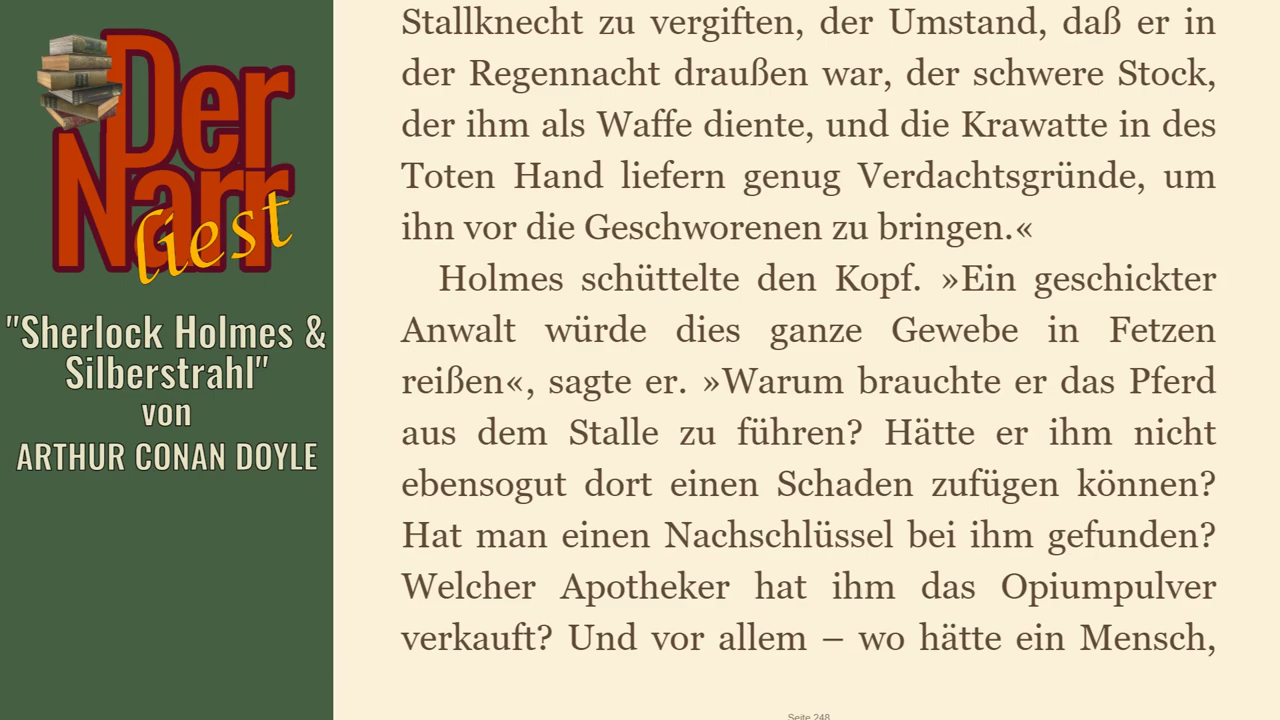 Der
Narr
liest
"Sherlock Holmes &
Silberstrahl"
von
ARTHUR CONAN DOYLE
Stallknecht zu vergiften, der Umstand, daß er in
der Regennacht draußen war, der schwere Stock,
der ihm als Waffe diente, und die Krawatte in des
Toten Hand liefern genug Verdachtsgründe, um
ihn vor die Geschworenen zu bringen.«
Holmes schüttelte den Kopf. »Ein geschickter
Anwalt würde dies ganze Gewebe in Fetzen
reißen«, sagte er. »Warum brauchte er das Pferd
aus dem Stalle zu führen? Hätte er ihm nicht
ebensogut dort einen Schaden zufügen können?
Hat man einen Nachschlüssel bei ihm gefunden?
Welcher Apotheker hat ihm das Opiumpulver
verkauft? Und vor allem – wo hätte ein Mensch,
Seite 248